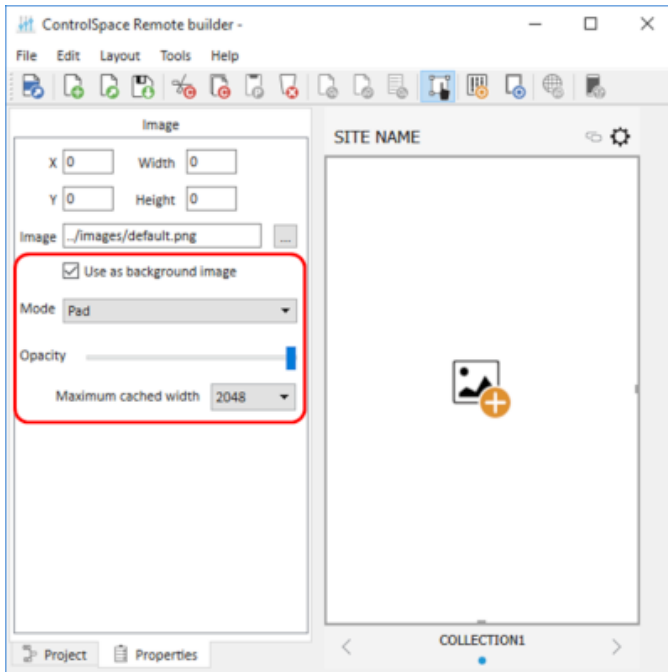 ControlSpace Remote builder -
File Edit Layout Tools Help
Image
X 0 Width 0
Y 0 Height 0
Image ../images/default.png ...
Use as background image
Mode Pad
Opacity
Maximum cached width 2048
Project Properties
SITE NAME
COLLECTION1